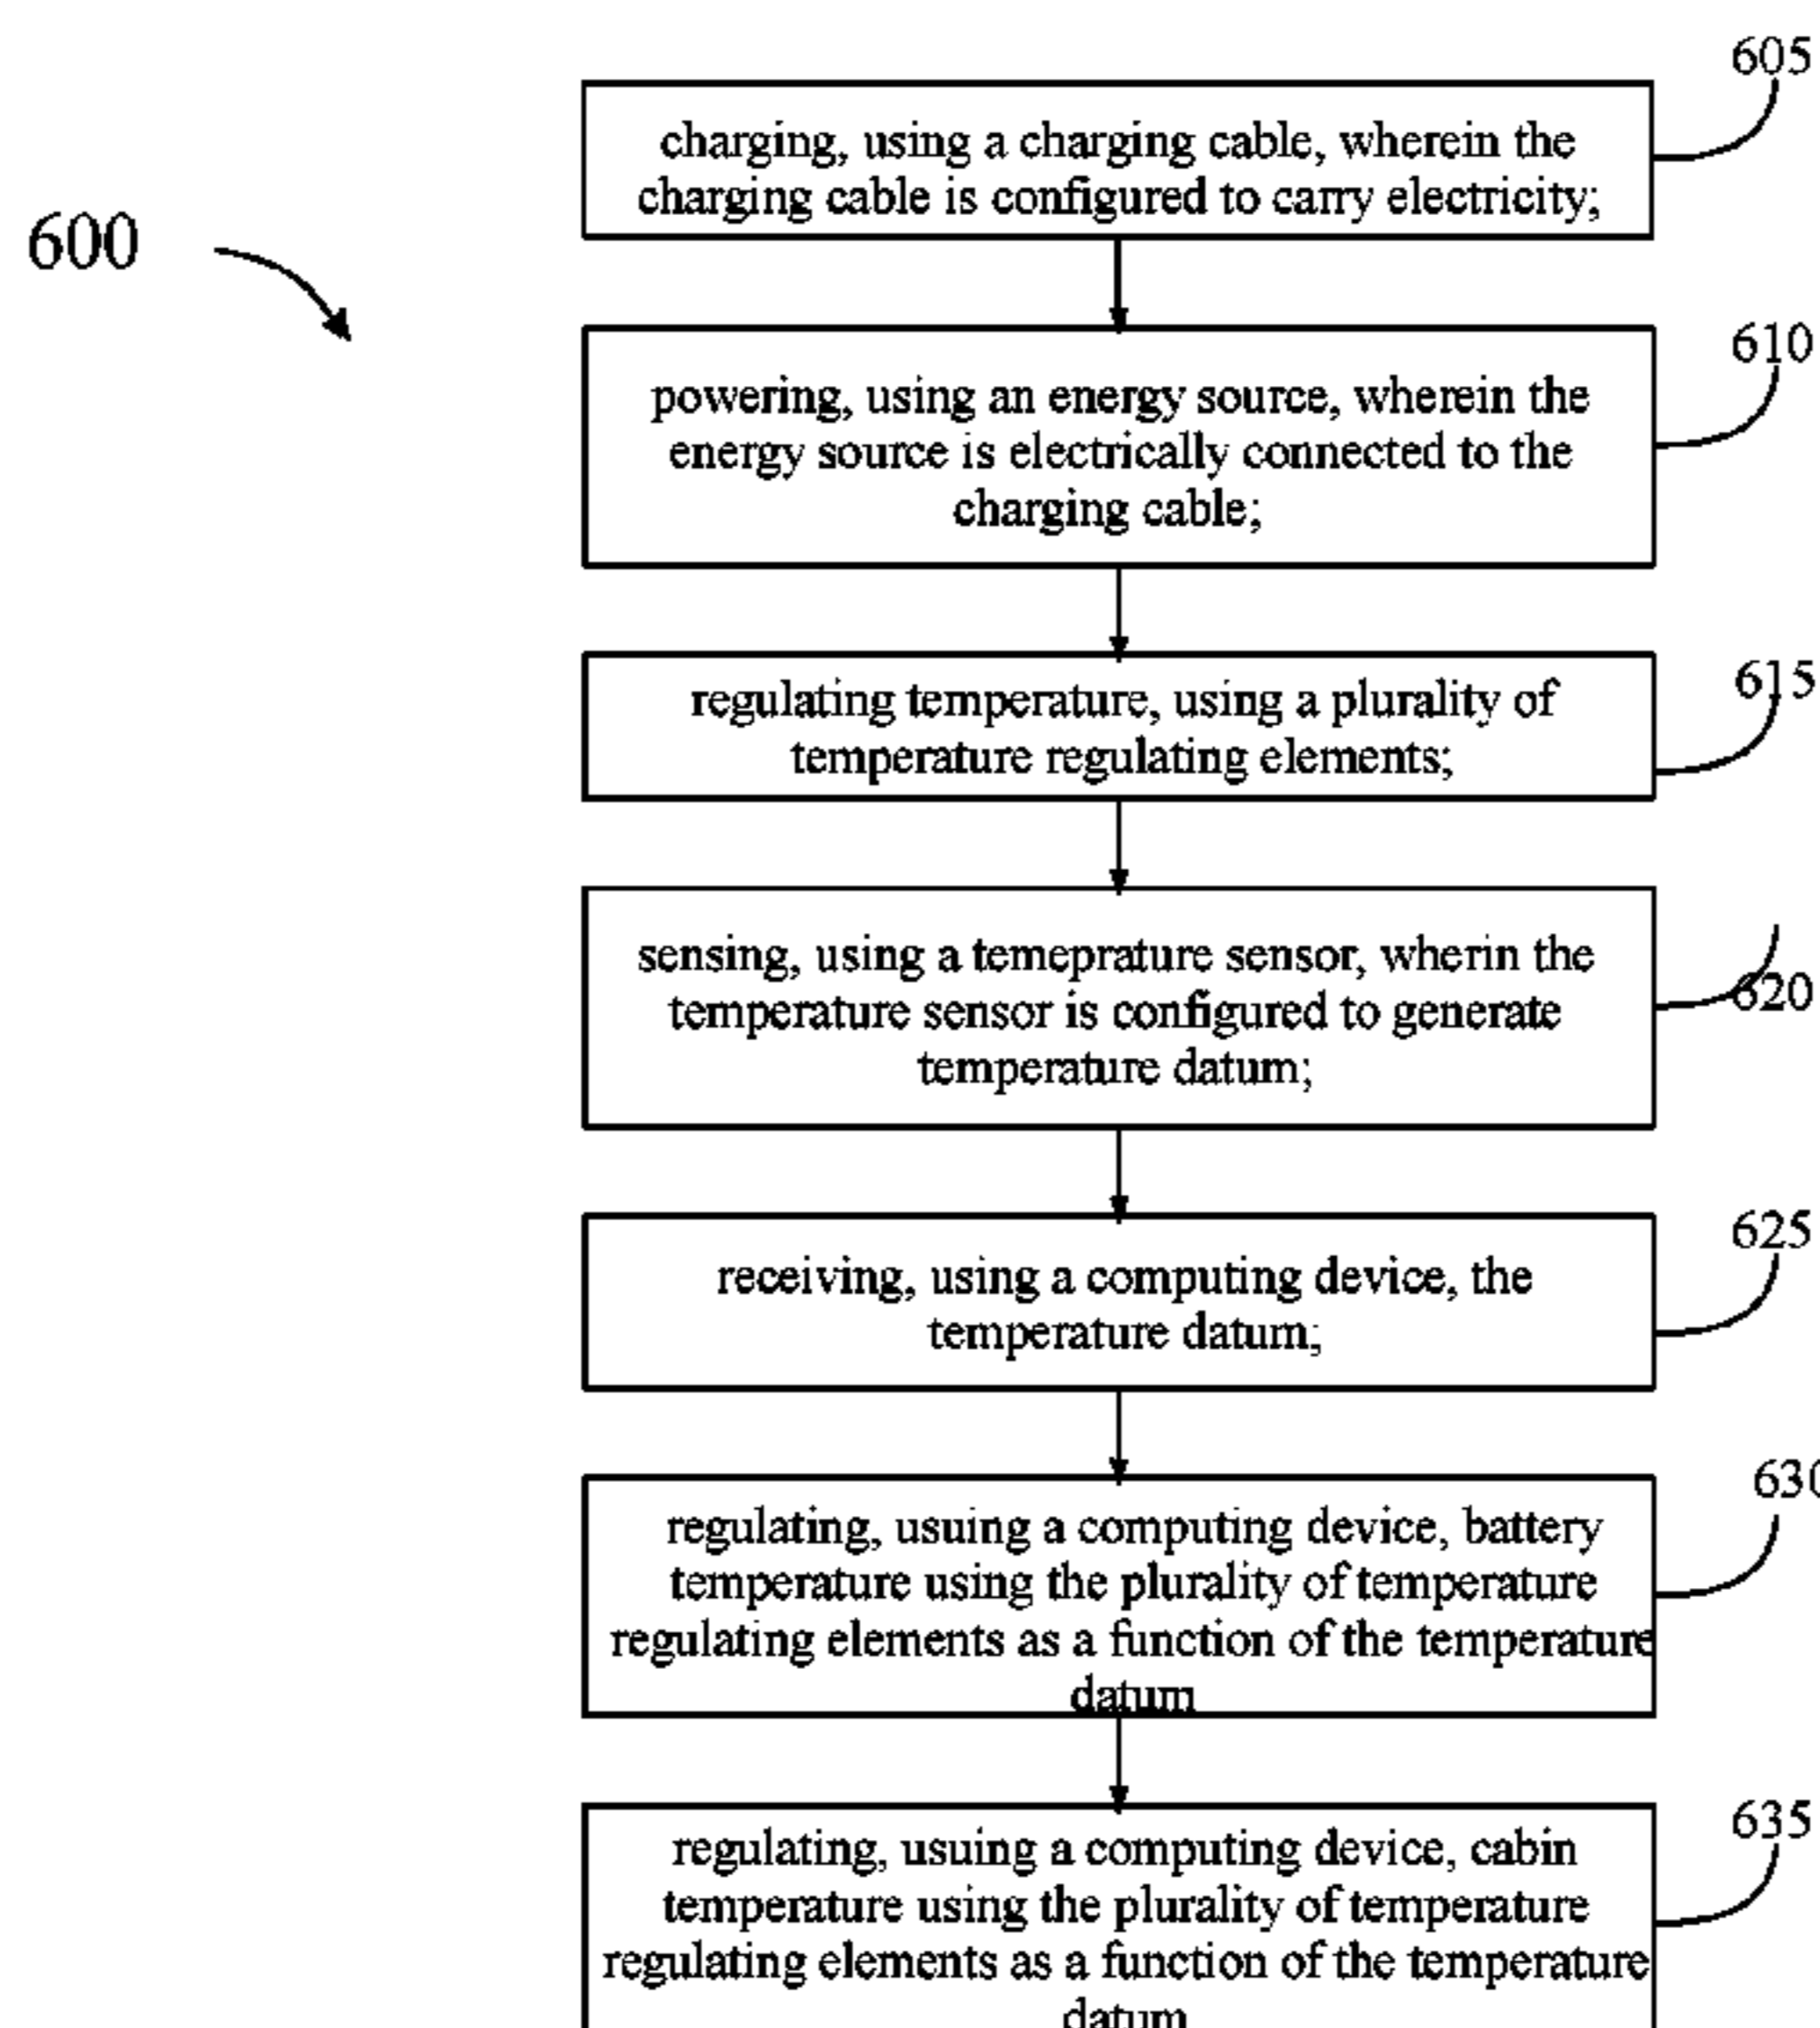 605
charging, using a charging cable, wherein the
charging cable is configured to carry electricity;
600
610
powering, using an energy source, wherein the
energy source is electrically connected to the
charging cable;
615
regulating temperature, using a plurality of
temperature regulating elements;
sensing, using a temeprature sensor, wherin the
temperature sensor is configured to generate
temperature datum;
620
625
receiving, using a computing device, the
temperature datum;
630
regulating, usuing a computing device, battery
temperature using the plurality of temperature
regulating elements as a function of the temperature
datum
635
regulating, usuing a computing device, cabin
temperature using the plurality of temperature
regulating elements as a function of the temperature
datum